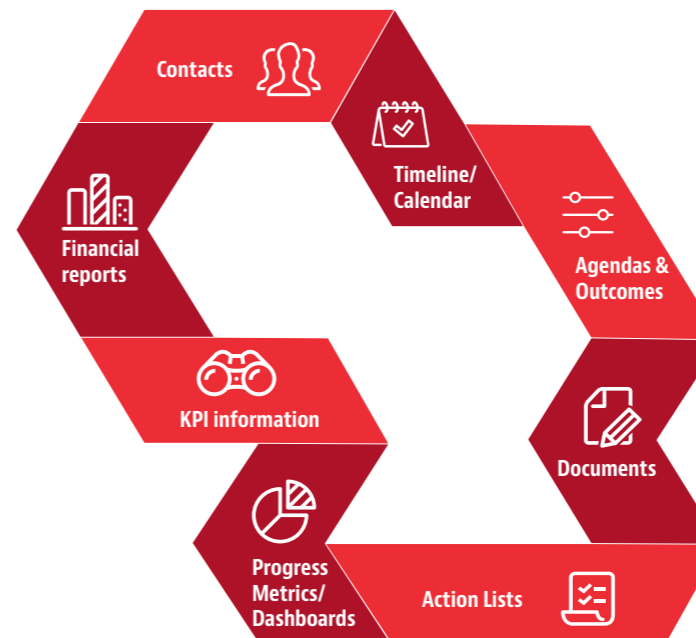 Contacts
Timeline/
Calendar
Financial
reports
Agendas &
Outcomes
KPI information
Documents
Progress
Metrics/
Dashboards
Action Lists